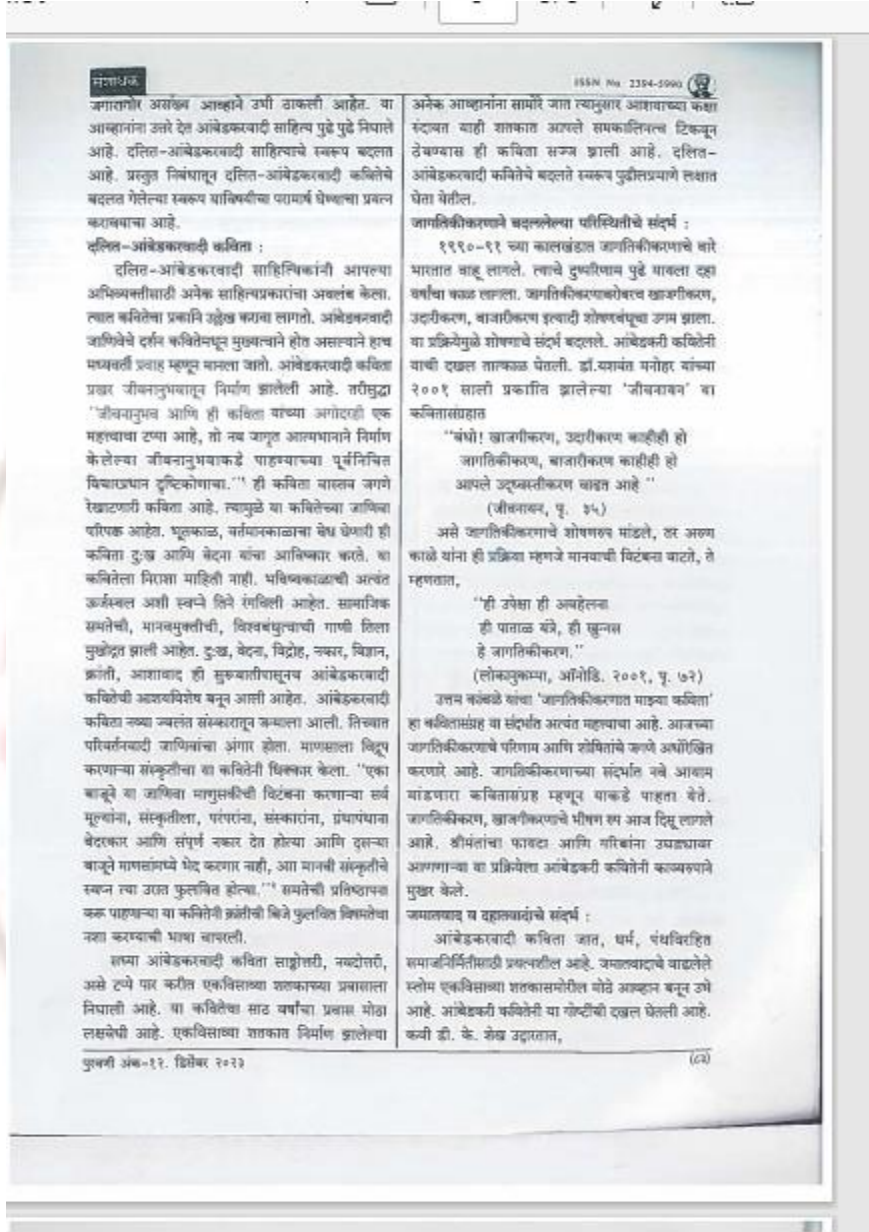 संशोधक
ISSN No. 2394-5990
जगासमोर असंख्य आव्हाने उभी ठाकली आहेत. या
आव्हानांना उत्तरे देत आंबेडकरवादी साहित्य पुढे पुढे निघाले
आहे. दलित-आंबेडकरवादी साहित्याचे स्वरूप बदलत
आहे. प्रस्तुत निबंधातून दलित-आंबेडकरवादी कवितेचे
बदलत गेलेल्या स्वरूप याविषयीचा परामर्ष घेण्याचा प्रयत्न
करावयाचा आहे.
दलित-आंबेडकरवादी कविता :
दलित-आंबेडकरवादी साहित्यिकांनी आपल्या
अभिव्यक्तीसाठी अनेक साहित्यप्रकारांचा अवलंब केला.
त्यात कवितेचा प्रकर्षाने उल्लेख करावा लागतो. आंबेडकरवादी
जाणिवेचे दर्शन कवितेमधून मुख्यत्वाने होत असल्याने हाच
मध्यवर्ती प्रवाह म्हणून मानला जातो. आंबेडकरवादी कविता
प्रखर जीवनानुभवातून निर्माण झालेली आहे. तरीसुद्धा
"जीवनानुभव आणि ही कविता यांच्या अगोदरही एक
महत्त्वाचा टप्पा आहे, तो नव जागृत आत्मभानाने निर्माण
केलेल्या जीवनानुभवाकडे पाहण्याच्या पूर्वनिश्चित
विचारप्रधान दृष्टिकोणाचा."¹ ही कविता वास्तव जगणे
रेखाटणारी कविता आहे. त्यामुळे या कवितेच्या जाणिवा
परिपक्व आहेत. भूतकाळ, वर्तमानकाळाचा वेध घेणारी ही
कविता दुःख आणि वेदना यांचा आविष्कार करते. या
कवितेला निराशा माहिती नाही. भविष्यकाळाची अत्यंत
ऊर्जस्वल अशी स्वप्ने तिने रंगविली आहेत. सामाजिक
समतेची, मानवमुक्तीची, विश्वबंधुत्वाची गाणी तिला
मुखोद्गत झाली आहेत. दुःख, वेदना, विद्रोह, नकार, विज्ञान,
क्रांती, आशावाद ही सुरूवातीपासूनच आंबेडकरवादी
कवितेची आशयविशेष बनून आली आहेत. आंबेडकरवादी
कविता नव्या ज्वलंत संस्कारातून जन्माला आली. तिच्यात
परिवर्तनवादी जाणिवांचा अंगार होता. माणसाला विद्रूप
करणाऱ्या संस्कृतीचा या कवितेनी धिक्कार केला. "एका
बाजूने या जाणिवा माणुसकीची विटंबना करणाऱ्या सर्व
मूल्यांना, संस्कृतीला, परंपरांना, संस्कारांना, ग्रंथापंथाना
बेदरकार आणि संपूर्ण नकार देत होत्या आणि दुसऱ्या
बाजूने माणसांमध्ये भेद करणार नाही, आा मानवी संस्कृतीचे
स्वप्न त्या उरात फुलवित होत्या." समतेची प्रतिष्ठापना
करू पाहणाऱ्या या कवितेनी क्रांतीची बिजे फुलवित विषमतेचा
नाश करण्याची भाषा वापरली.
सध्या आंबेडकरवादी कविता साठ्ठोत्तरी, नव्वदोत्तरी,
असे टप्पे पार करीत एकविसाव्या शतकाच्या प्रवासाला
निघाली आहे. या कवितेचा साठ वर्षांचा प्रवास मोठा
लक्षवेधी आहे. एकविसाव्या शतकात निर्माण झालेल्या
अनेक आव्हानांना सामोरे जात त्यानुसार आशयाच्या कक्षा
रुंदावत याही शतकात आपले समकालिनत्व टिकवून
ठेवण्यास ही कविता सज्ज झाली आहे. दलित-
आंबेडकरवादी कवितेचे बदलते स्वरूप पुढीलप्रमाणे लक्षात
घेता येतील.
जागतिकीकरणाने बदललेल्या परिस्थितीचे संदर्भ :
१९९०-९१ च्या कालखंडात जागतिकीकरणाचे वारे
भारतात वाहू लागले. त्याचे दुष्परिणाम पुढे यायला दहा
वर्षांचा काळ लागला. जागतिकीकरणाबरोबरच खाजगीकरण,
उदारीकरण, बाजारीकरण इत्यादी शोषणबंधूचा उगम झाला.
या प्रक्रियेमुळे शोषणाचे संदर्भ बदलले. आंबेडकरी कवितेनी
याची दखल तात्काळ घेतली. डॉ.यशवंत मनोहर यांच्या
२००१ साली प्रकााति झालेल्या 'जीवनायन' या
कवितासंग्रहात
"बंधो! खाजगीकरण, उदारीकरण काहीही हो
जागतिकीकरण, बाजारीकरण काहीही हो
आपले उद्ध्वस्तीकरण वाढत आहे "
(जीवनायन, पृ. ३५)
असे जागतिकीकरणाचे शोषणरुप मांडले, तर अरुण
काळे यांना ही प्रक्रिया म्हणजे मानवाची विटंबना वाटते, ते
म्हणतात,
"ही उपेक्षा ही अवहेलना
ही पाताळ यंत्रे, ही खुन्नस
हे जागतिकीकरण."
(लोकानुकम्पा, ऑनोडि. २००१, पृ. ७२)
उत्तम कांबळे यांचा 'जागतिकीकरणात माझ्या कविता'
हा कवितासंग्रह या संदर्भात अत्यंत महत्त्वाचा आहे. आजच्या
जागतिकीकरणाचे परिणाम आणि शोषितांचे जगणे अधोरेखित
करणारे आहे. जागतिकीकरणाच्या संदर्भात नवे आयाम
मांडणारा कवितासंग्रह म्हणून याकडे पाहता येते.
जागतिकीकरण, खाजगीकरणाचे भीषण रुप आज दिसू लागले
आहे. श्रीमंतांचा फायदा आणि गरिबांना उघड्यावर
आणणाऱ्या या प्रक्रियेला आंबेडकरी कवितेनी काव्यरुपाने
मुखर केले.
जमातवाद व दहातवादांचे संदर्भ :
आंबेडकरवादी कविता जात, धर्म, पंथविरहित
समाजनिर्मितीसाठी प्रयत्नशील आहे. जमातवादाचे वाढलेले
स्तोम एकविसाव्या शतकासमोरील मोठे आव्हान बनून उभे
आहे. आंबेडकरी कवितेनी या गोष्टींची दखल घेतली आहे.
कवी डी. के. शेख उद्गारतात,
पुरवणी अंक-१२. डिसेंबर २०२३
(८२)